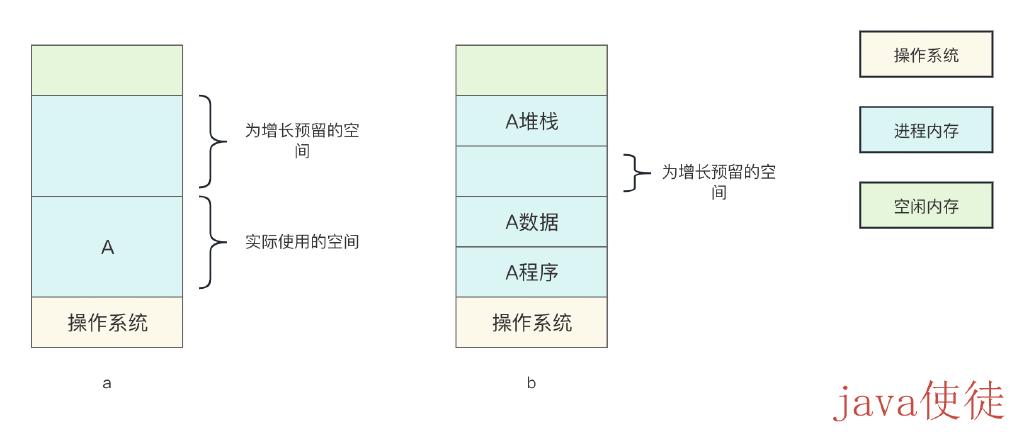 为增长预留的空
间
A
实际使用的空间
操作系统
a
A堆栈
为增长预留的空
间
A数据
A程序
操作系统
b
操作系统
进程内存
空闲内存
java使徒